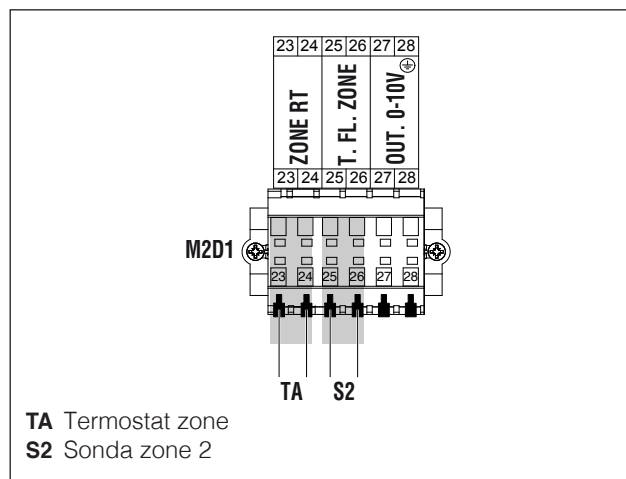 23 24 25 26 27 28
ZONE RT
T. FL. ZONE
OUT. 0-10V
23 24 25 26 27 28
M2D1
23 24 25 26 27 28
TA S2
TA Termostat zone
S2 Sonda zone 2